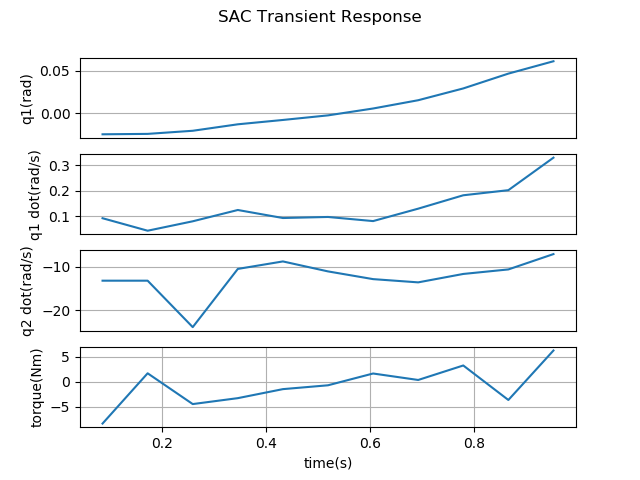 SAC Transient Response
q1(rad)
0.05
0.00
q1 dot(rad/s)
0.3
0.2
0.1
q2 dot(rad/s)
−10
−20
torque(Nm)
5
0
−5
0.2 0.4 0.6 0.8
time(s)